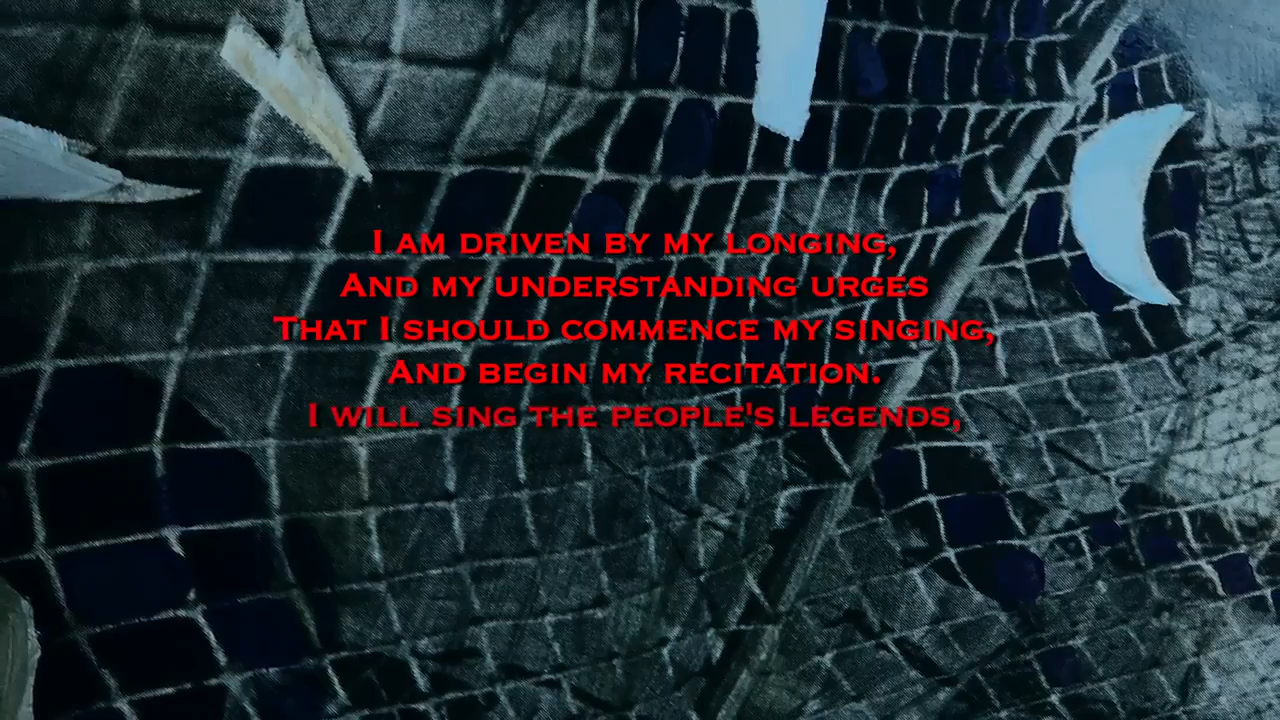 I AM DRIVEN BY MY LONGING,
AND MY UNDERSTANDING URGES
THAT I SHOULD COMMENCE MY SINGING,
AND BEGIN MY RECITATION.
I WILL SING THE PEOPLE'S LEGENDS,